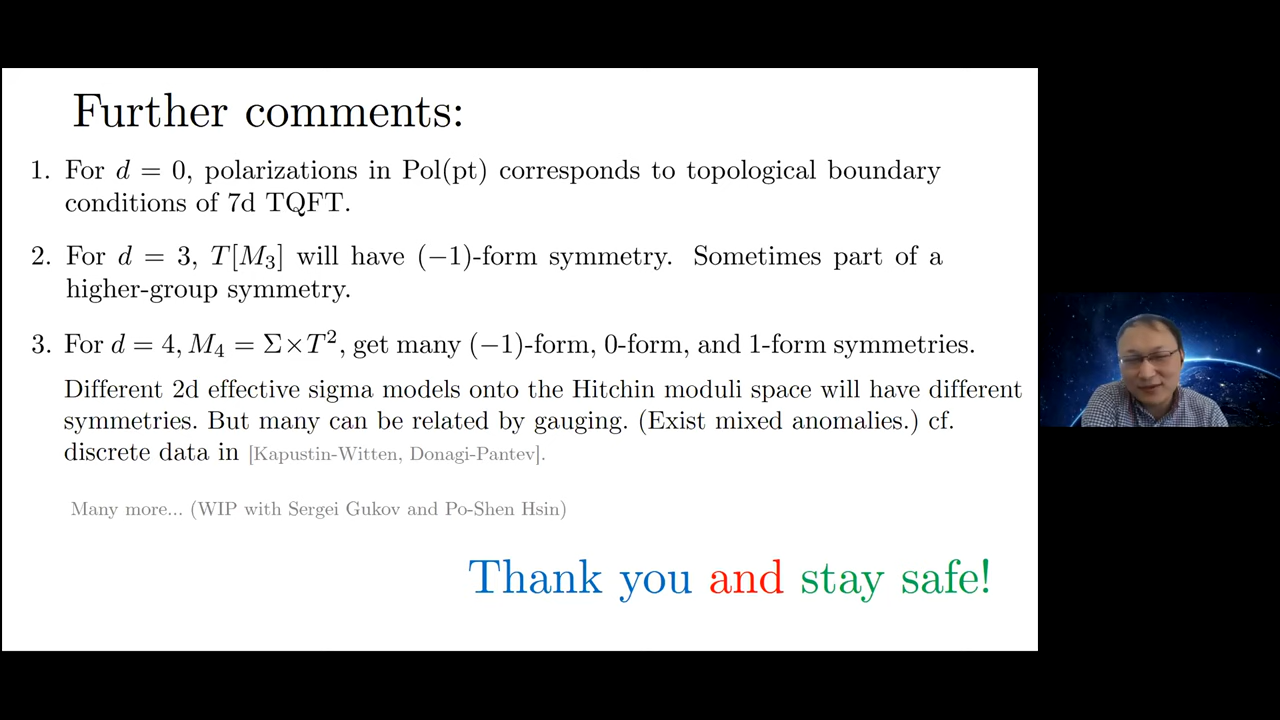 Further comments:
1. For d = 0, polarizations in Pol(pt) corresponds to topological boundary
conditions of 7d TQFT.
2. For d = 3, T[M₃] will have (−1)-form symmetry. Sometimes part of a
higher-group symmetry.
3. For d = 4, M₄ = Σ×T², get many (−1)-form, 0-form, and 1-form symmetries.
Different 2d effective sigma models onto the Hitchin moduli space will have different
symmetries. But many can be related by gauging. (Exist mixed anomalies.) cf.
discrete data in [Kapustin-Witten, Donagi-Pantev].
Many more... (WIP with Sergei Gukov and Po-Shen Hsin)
Thank you and stay safe!